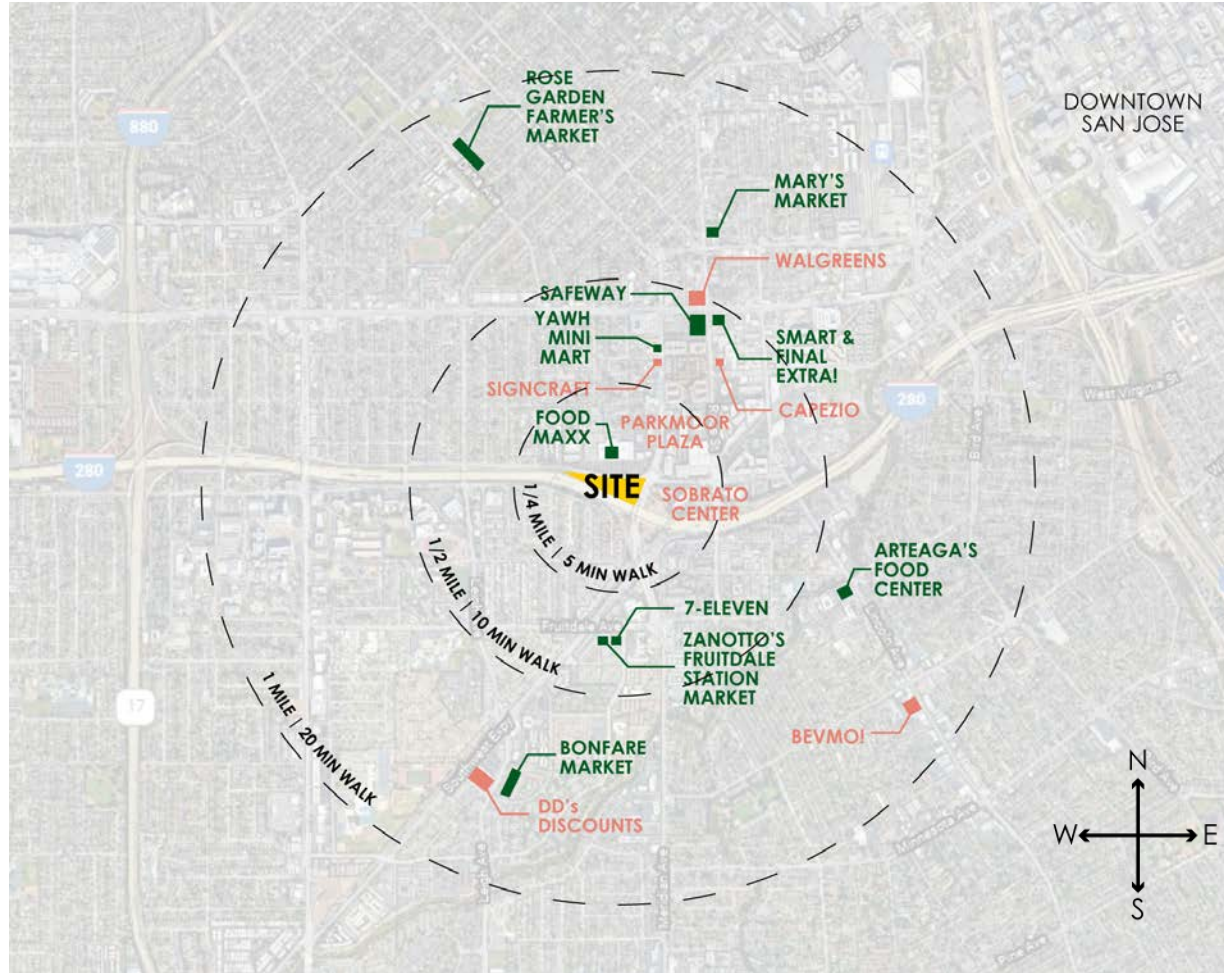 ROSE
GARDEN
FARMER'S
MARKET
DOWNTOWN
SAN JOSE
880
MARY'S
MARKET
WALGREENS
SAFEWAY
YAWH
MINI
MART
SMART &
FINAL
EXTRA!
SIGNCRAFT
CAPEZIO
280
FOOD
MAXX
PARKMOOR
PLAZA
280
SITE
SOBRATO
CENTER
1/4 MILE | 5 MIN WALK
1/2 MILE | 10 MIN WALK
1 MILE | 20 MIN WALK
ARTEAGA'S
FOOD
CENTER
7-ELEVEN
ZANOTTO'S
FRUITDALE
STATION
MARKET
17
BEVMO!
BONFARE
MARKET
DD's
DISCOUNTS
N
W
E
S